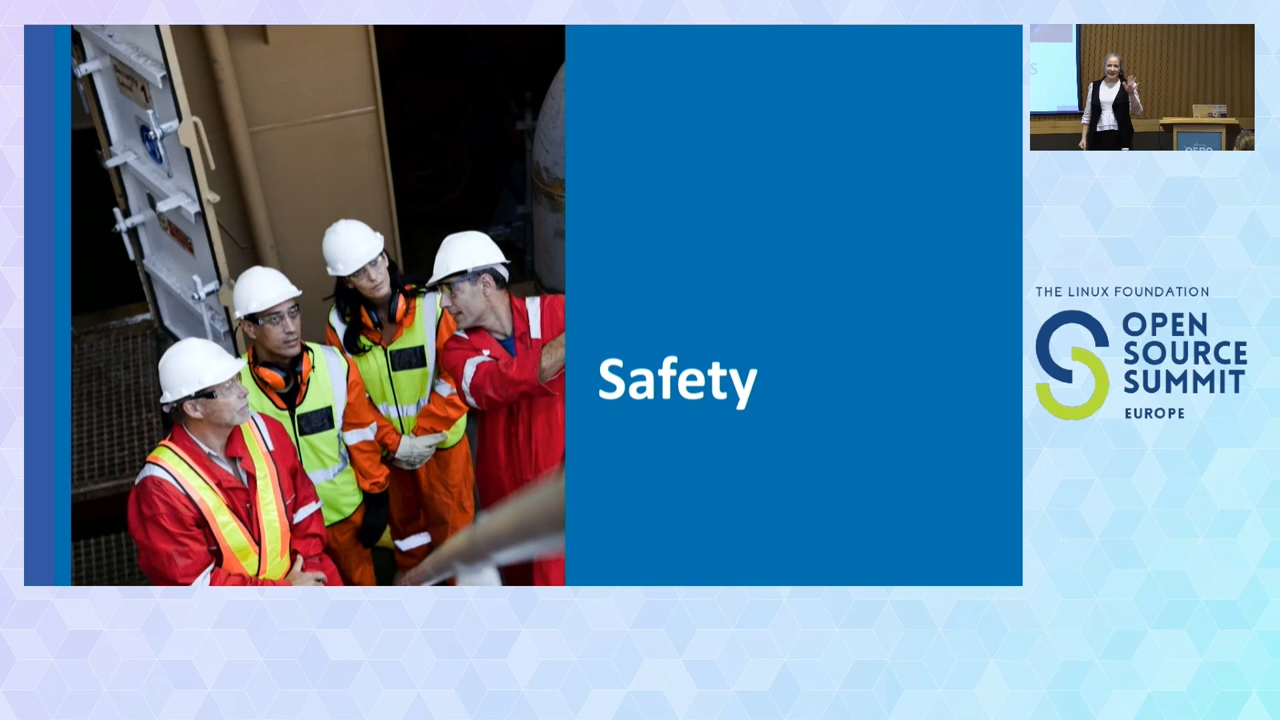 Safety
THE LINUX FOUNDATION
OPEN
SOURCE
SUMMIT
EUROPE